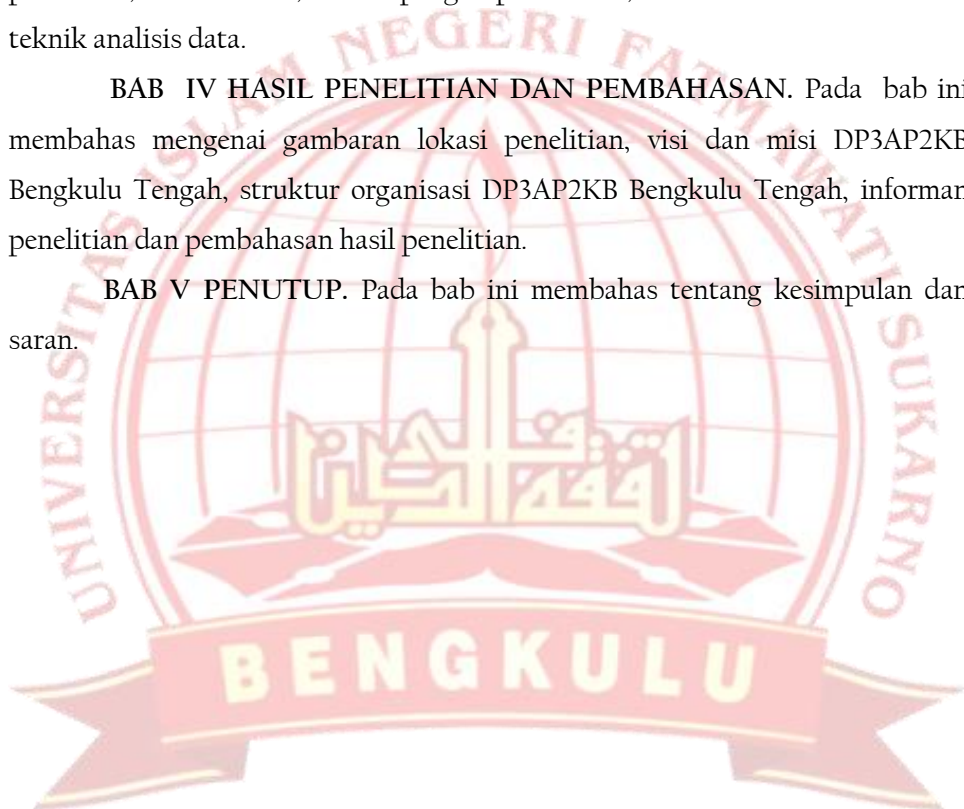 teknik analisis data.
BAB IV HASIL PENELITIAN DAN PEMBAHASAN. Pada bab ini
membahas mengenai gambaran lokasi penelitian, visi dan misi DP3AP2KB
Bengkulu Tengah, struktur organisasi DP3AP2KB Bengkulu Tengah, informan
penelitian dan pembahasan hasil penelitian.
BAB V PENUTUP. Pada bab ini membahas tentang kesimpulan dan
saran.
UNIVERSITAS ISLAM NEGERI FATMAWATI SUKARNO
BENGKULU